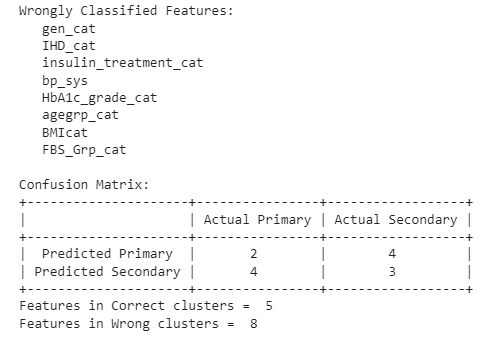 Wrongly Classified Features:
gen_cat
IHD_cat
insulin_treatment_cat
bp_sys
HbA1c_grade_cat
agegrp_cat
BMIcat
FBS_Grp_cat
Confusion Matrix:
| | Actual Primary | Actual Secondary |
| Predicted Primary | 2 | 4 |
| Predicted Secondary | 4 | 3 |
Features in Correct clusters = 5
Features in Wrong clusters = 8